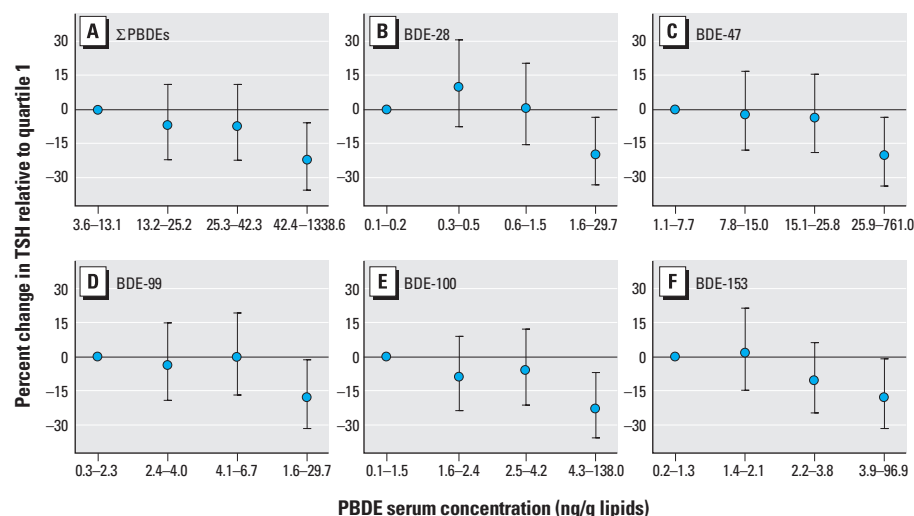 Percent change in TSH relative to quartile 1
A ΣPBDEs
30
15
0
–15
–30
3.6–13.1 13.2–25.2 25.3–42.3 42.4–1338.6
B BDE-28
30
15
0
–15
–30
0.1–0.2 0.3–0.5 0.6–1.5 1.6–29.7
C BDE-47
30
15
0
–15
–30
1.1–7.7 7.8–15.0 15.1–25.8 25.9–761.0
D BDE-99
30
15
0
–15
–30
0.3–2.3 2.4–4.0 4.1–6.7 1.6–29.7
E BDE-100
30
15
0
–15
–30
0.1–1.5 1.6–2.4 2.5–4.2 4.3–138.0
F BDE-153
30
15
0
–15
–30
0.2–1.3 1.4–2.1 2.2–3.8 3.9–96.9
PBDE serum concentration (ng/g lipids)